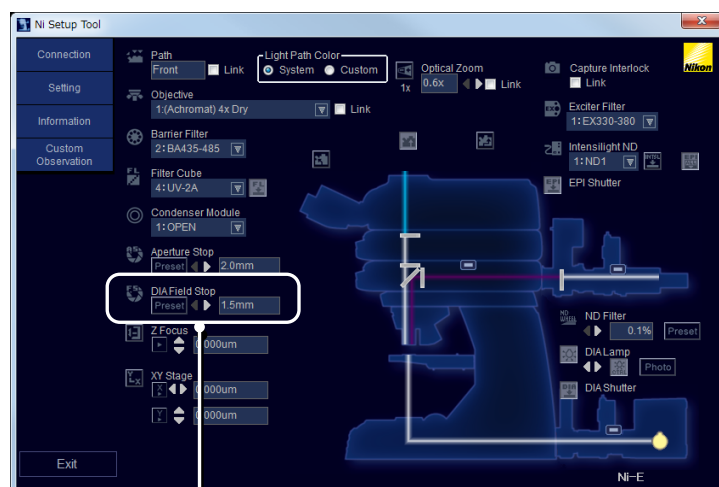 Ni Setup Tool
Connection
Setting
Information
Custom
Observation
Exit
Path
Front
Link
Light Path Color
System
Custom
1x
Optical Zoom
0.6x
Link
Capture Interlock
Link
Nikon
Objective
1:(Achromat) 4x Dry
Link
Exciter Filter
1:EX330-380
Barrier Filter
2:BA435-485
Intensilight ND
1:ND1
EPI Shutter
Filter Cube
4:UV-2A
Condenser Module
1:OPEN
Aperture Stop
Preset
2.0mm
DIA Field Stop
Preset
1.5mm
Z Focus
0.000um
XY Stage
X
0.000um
Y
0.000um
ND Filter
0.1%
Preset
DIA Lamp
Photo
DIA Shutter
Ni-E